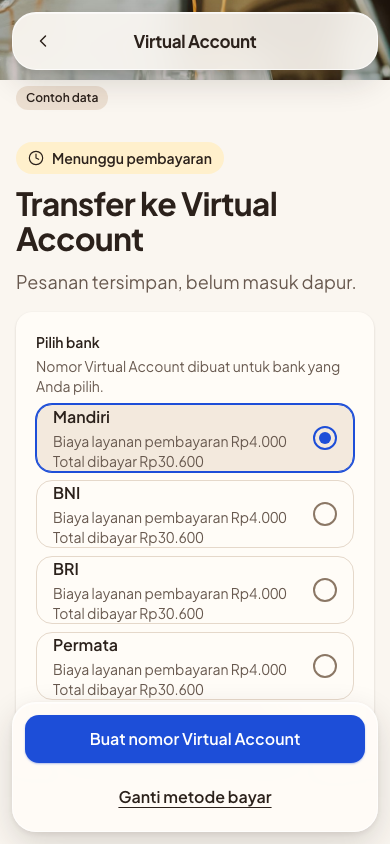 Virtual Account
Contoh data
Menunggu pembayaran
Transfer ke Virtual
Account
Pesanan tersimpan, belum masuk dapur.
Pilih bank
Nomor Virtual Account dibuat untuk bank yang
Anda pilih.
Mandiri
Biaya layanan pembayaran Rp4.000
Total dibayar Rp30.600
BNI
Biaya layanan pembayaran Rp4.000
Total dibayar Rp30.600
BRI
Biaya layanan pembayaran Rp4.000
Total dibayar Rp30.600
Permata
Biaya layanan pembayaran Rp4.000
Total dibayar Rp30.600
Buat nomor Virtual Account
Ganti metode bayar